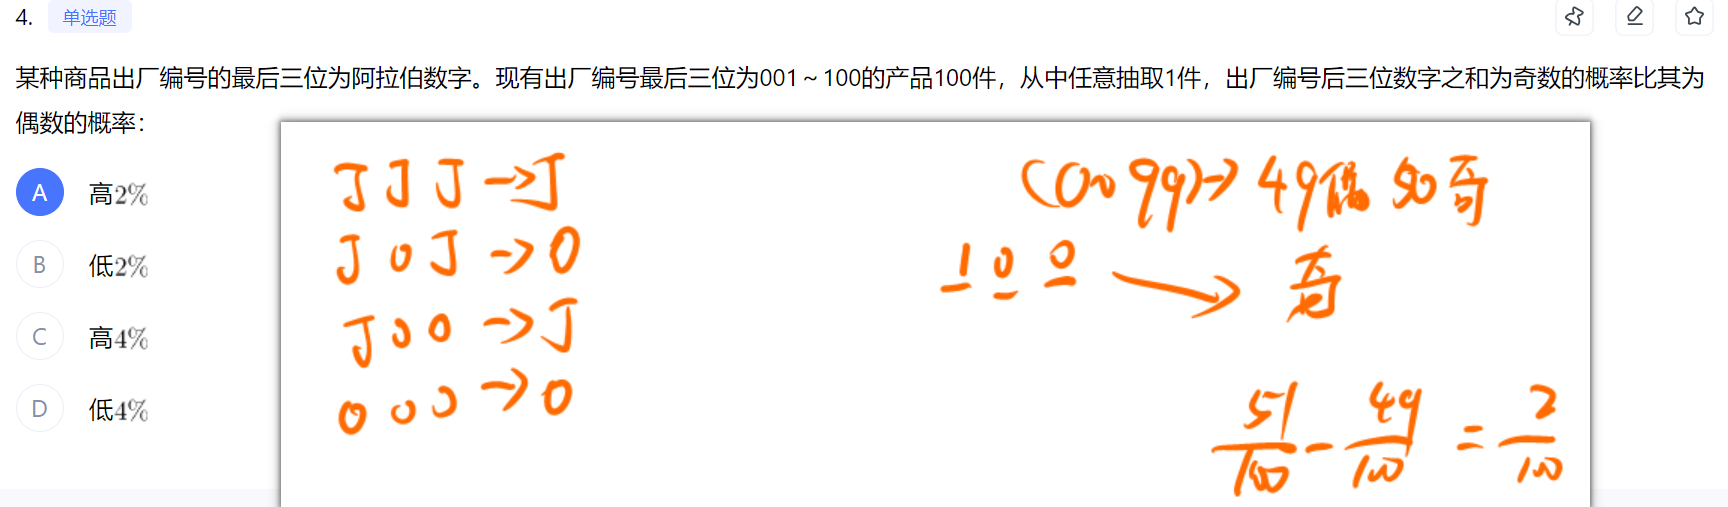 4. 单选题
某种商品出厂编号的最后三位为阿拉伯数字。现有出厂编号最后三位为001～100的产品100件，从中任意抽取1件，出厂编号后三位数字之和为奇数的概率比其为
偶数的概率：
A 高2%
B 低2%
C 高4%
D 低4%
J J J → J
J 0 J → 0
J 0 0 → J
0 0 0 → 0
99) → 49偶 50奇
1 0 0 → 奇
51/100 - 49/100 = 2/100